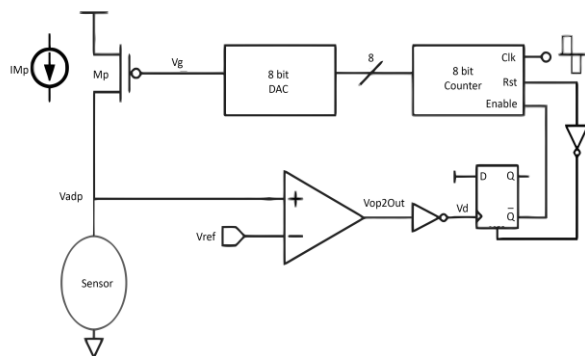 IMp
Mp
Vg
8 bit
DAC
8
8 bit
Counter
Clk
Rst
Enable
Vadp
Vref
+
−
Vop2Out
Vd
D
Q
Q̅
Sensor